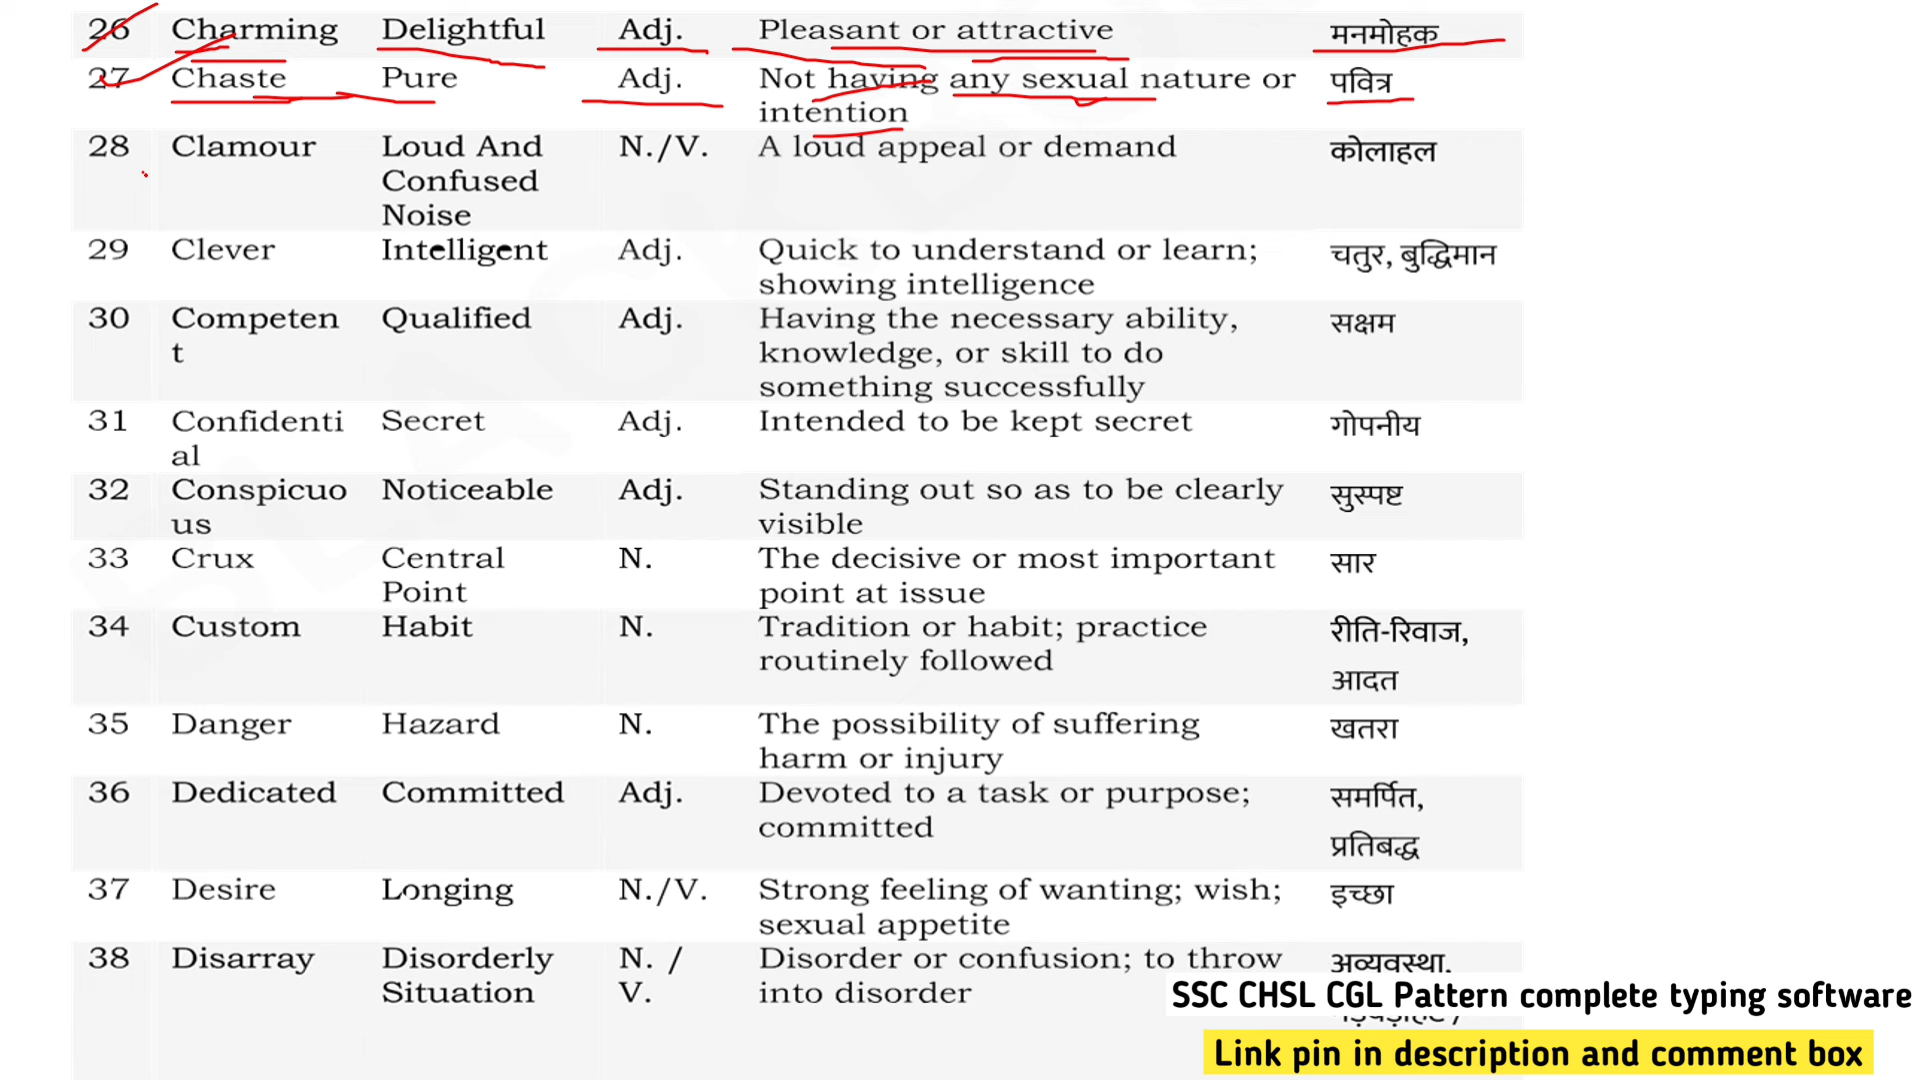 26 Charming Delightful Adj. Pleasant or attractive मनमोहक
27 Chaste Pure Adj. Not having any sexual nature or पवित्र
intention
28 Clamour Loud And N./V. A loud appeal or demand कोलाहल
Confused
Noise
29 Clever Intelligent Adj. Quick to understand or learn; चतुर, बुद्धिमान
showing intelligence
30 Competen Qualified Adj. Having the necessary ability, सक्षम
t knowledge, or skill to do
something successfully
31 Confidenti Secret Adj. Intended to be kept secret गोपनीय
al
32 Conspicuo Noticeable Adj. Standing out so as to be clearly सुस्पष्ट
us visible
33 Crux Central N. The decisive or most important सार
Point point at issue
34 Custom Habit N. Tradition or habit; practice रीति-रिवाज,
routinely followed आदत
35 Danger Hazard N. The possibility of suffering खतरा
harm or injury
36 Dedicated Committed Adj. Devoted to a task or purpose; समर्पित,
committed प्रतिबद्ध
37 Desire Longing N./V. Strong feeling of wanting; wish; इच्छा
sexual appetite
38 Disarray Disorderly N. / Disorder or confusion; to throw अव्यवस्था,
Situation V. into disorder
SSC CHSL CGL Pattern complete typing software
Link pin in description and comment box